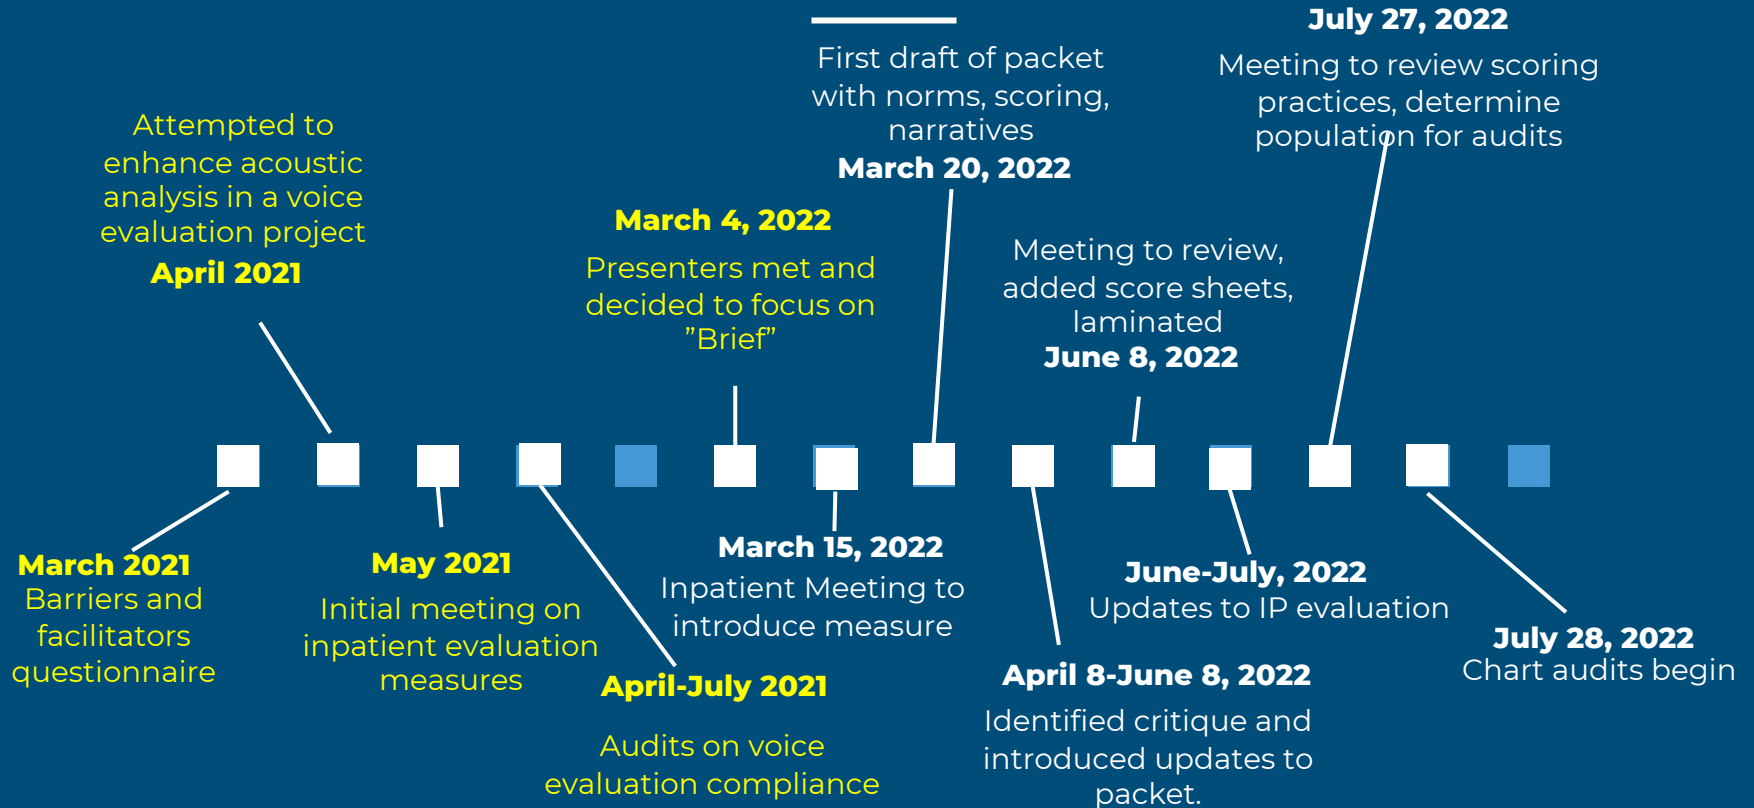 Attempted to
enhance acoustic
analysis in a voice
evaluation project
April 2021
March 4, 2022
Presenters met and
decided to focus on
”Brief”
First draft of packet
with norms, scoring,
narratives
March 20, 2022
Meeting to review,
added score sheets,
laminated
June 8, 2022
July 27, 2022
Meeting to review scoring
practices, determine
population for audits
March 2021
Barriers and
facilitators
questionnaire
May 2021
Initial meeting on
inpatient evaluation
measures
April-July 2021
Audits on voice
evaluation compliance
March 15, 2022
Inpatient Meeting to
introduce measure
April 8-June 8, 2022
Identified critique and
introduced updates to
packet.
June-July, 2022
Updates to IP evaluation
July 28, 2022
Chart audits begin